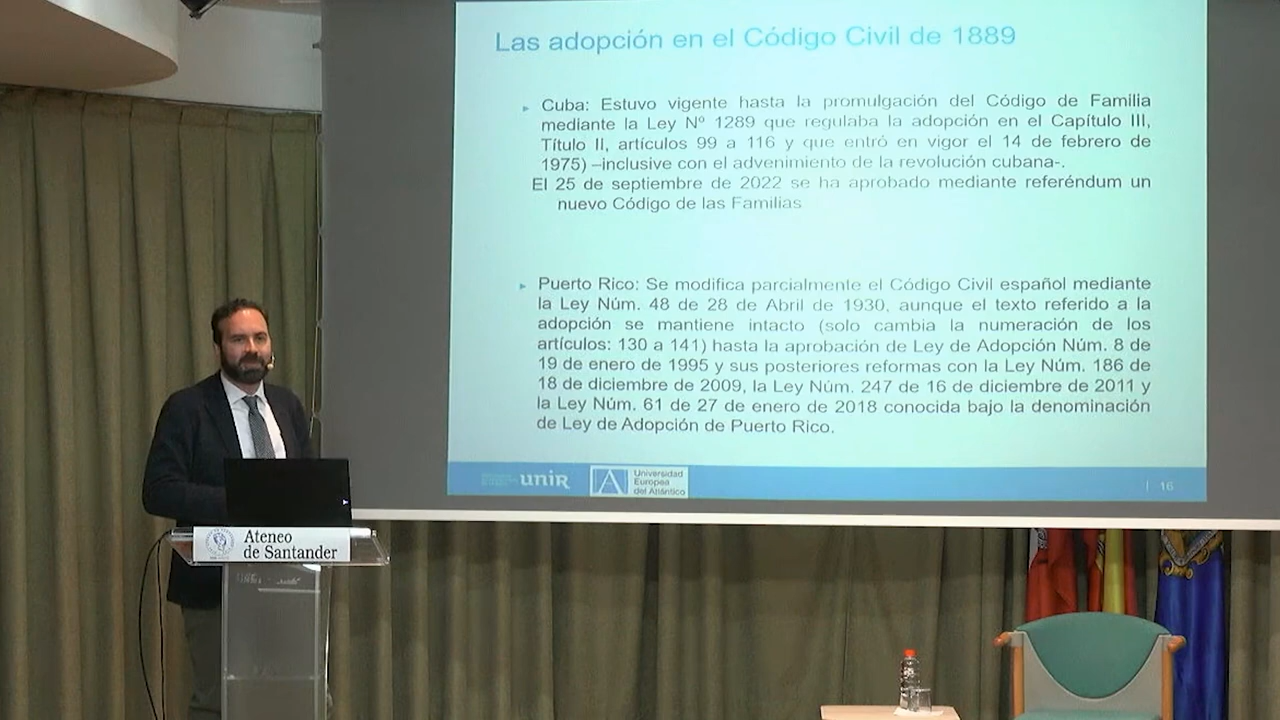 Las adopción en el Código Civil de 1889
Cuba: Estuvo vigente hasta la promulgación del Código de Familia
mediante la Ley Nº 1289 que regulaba la adopción en el Capítulo III,
Título II, artículos 99 a 116 y que entró en vigor el 14 de febrero de
1975) –inclusive con el advenimiento de la revolución cubana-.
El 25 de septiembre de 2022 se ha aprobado mediante referéndum un
nuevo Código de las Familias
Puerto Rico: Se modifica parcialmente el Código Civil español mediante
la Ley Núm. 48 de 28 de Abril de 1930, aunque el texto referido a la
adopción se mantiene intacto (solo cambia la numeración de los
artículos: 130 a 141) hasta la aprobación de Ley de Adopción Núm. 8 de
19 de enero de 1995 y sus posteriores reformas con la Ley Núm. 186 de
18 de diciembre de 2009, la Ley Núm. 247 de 16 de diciembre de 2011 y
la Ley Núm. 61 de 27 de enero de 2018 conocida bajo la denominación
de Ley de Adopción de Puerto Rico.
unir
Universidad
Europea
del Atlántico
16
Ateneo
de Santander